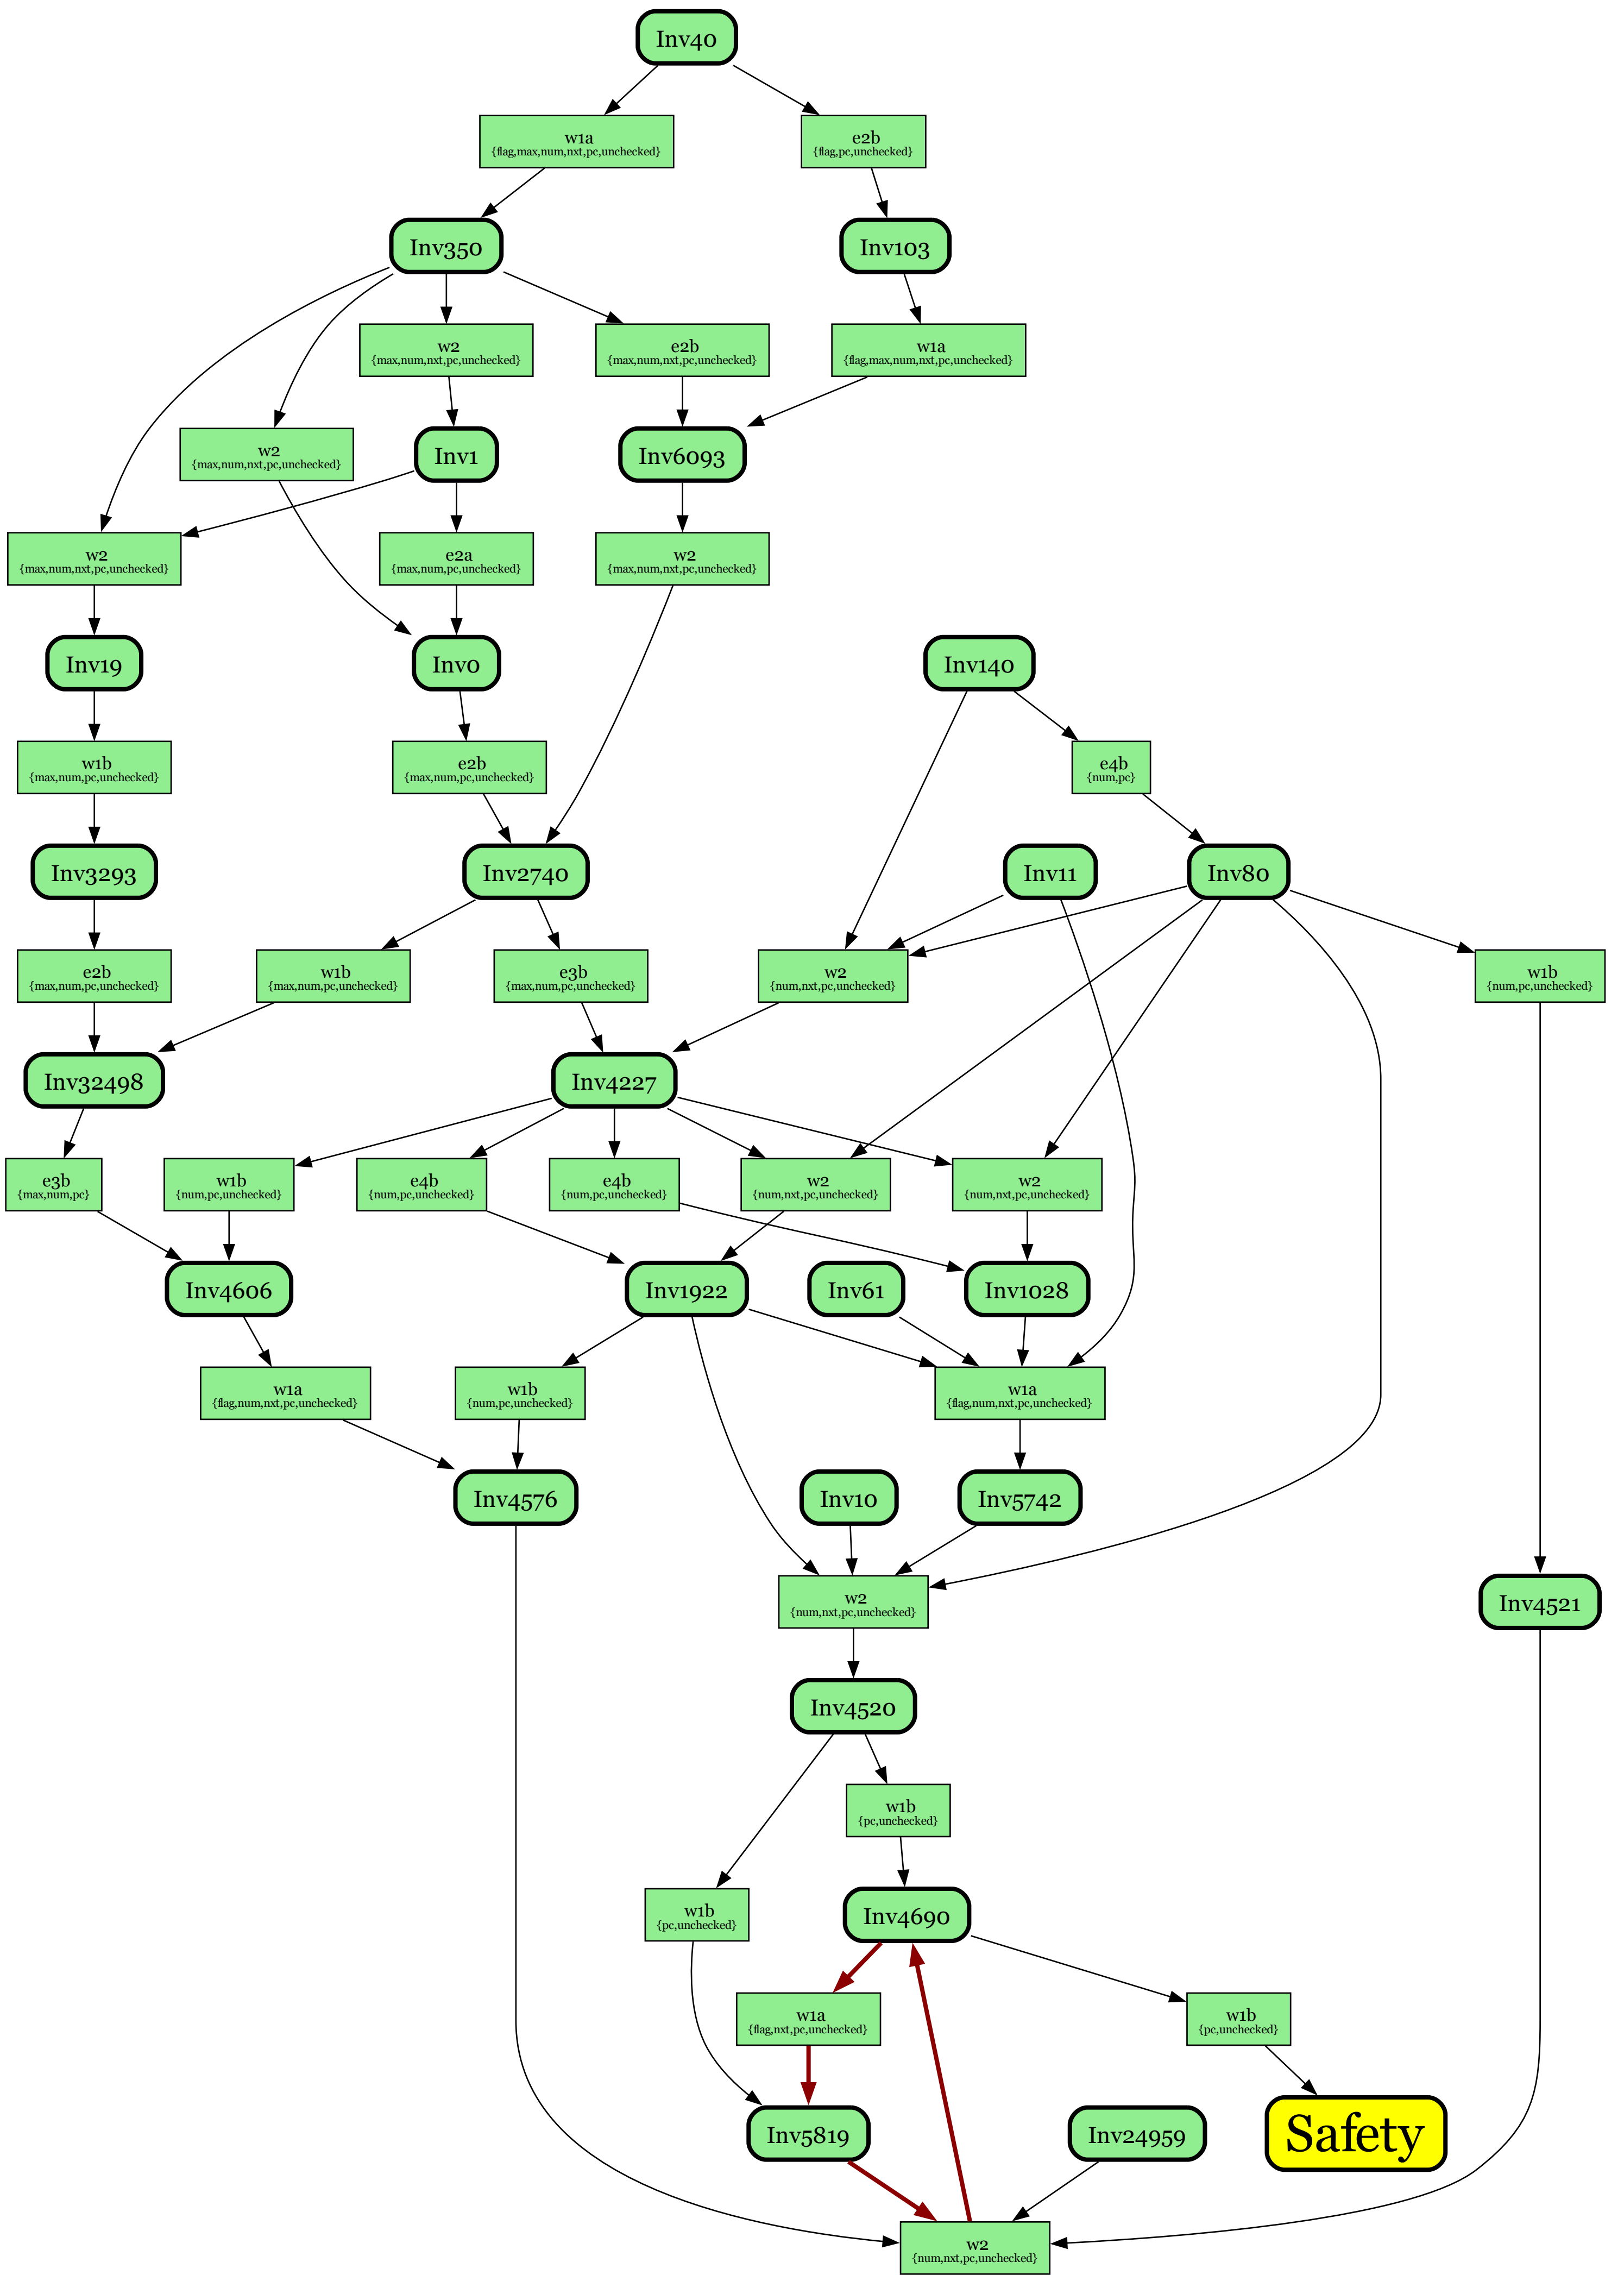 Inv40
w1a
{flag,max,num,nxt,pc,unchecked}
e2b
{flag,pc,unchecked}
Inv350
Inv103
w2
{max,num,nxt,pc,unchecked}
e2b
{max,num,nxt,pc,unchecked}
w1a
{flag,max,num,nxt,pc,unchecked}
w2
{max,num,nxt,pc,unchecked}
Inv1
Inv6093
w2
{max,num,nxt,pc,unchecked}
e2a
{max,num,pc,unchecked}
w2
{max,num,nxt,pc,unchecked}
Inv19
Inv0
Inv140
w1b
{max,num,pc,unchecked}
e2b
{max,num,pc,unchecked}
e4b
{num,pc}
Inv3293
Inv2740
Inv11
Inv80
e2b
{max,num,pc,unchecked}
w1b
{max,num,pc,unchecked}
e3b
{max,num,pc,unchecked}
w2
{num,nxt,pc,unchecked}
w1b
{num,pc,unchecked}
Inv32498
Inv4227
e3b
{max,num,pc}
w1b
{num,pc,unchecked}
e4b
{num,pc,unchecked}
e4b
{num,pc,unchecked}
w2
{num,nxt,pc,unchecked}
w2
{num,nxt,pc,unchecked}
Inv4606
Inv1922
Inv61
Inv1028
w1a
{flag,num,nxt,pc,unchecked}
w1b
{num,pc,unchecked}
w1a
{flag,num,nxt,pc,unchecked}
Inv4576
Inv10
Inv5742
w2
{num,nxt,pc,unchecked}
Inv4521
Inv4520
w1b
{pc,unchecked}
w1b
{pc,unchecked}
Inv4690
w1a
{flag,nxt,pc,unchecked}
w1b
{pc,unchecked}
Inv5819
Inv24959
Safety
w2
{num,nxt,pc,unchecked}